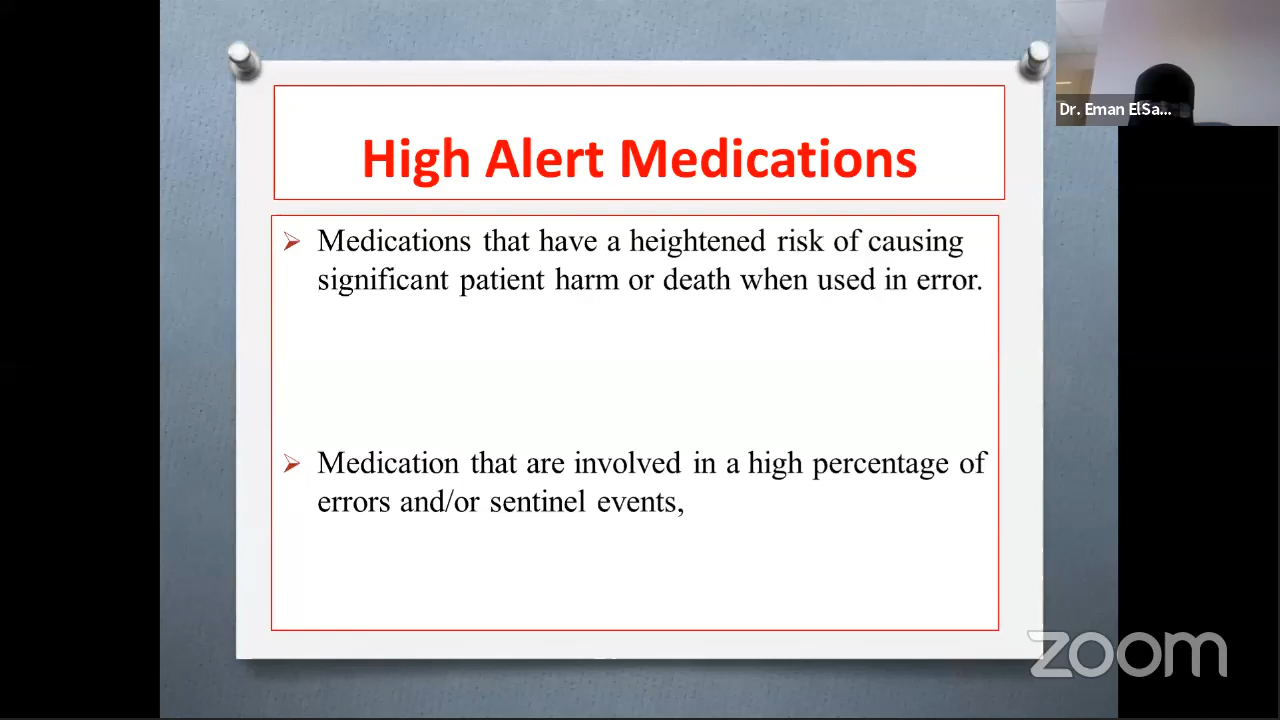 Dr. Eman ElSa...
High Alert Medications
Medications that have a heightened risk of causing
significant patient harm or death when used in error.
Medication that are involved in a high percentage of
errors and/or sentinel events,
zoom